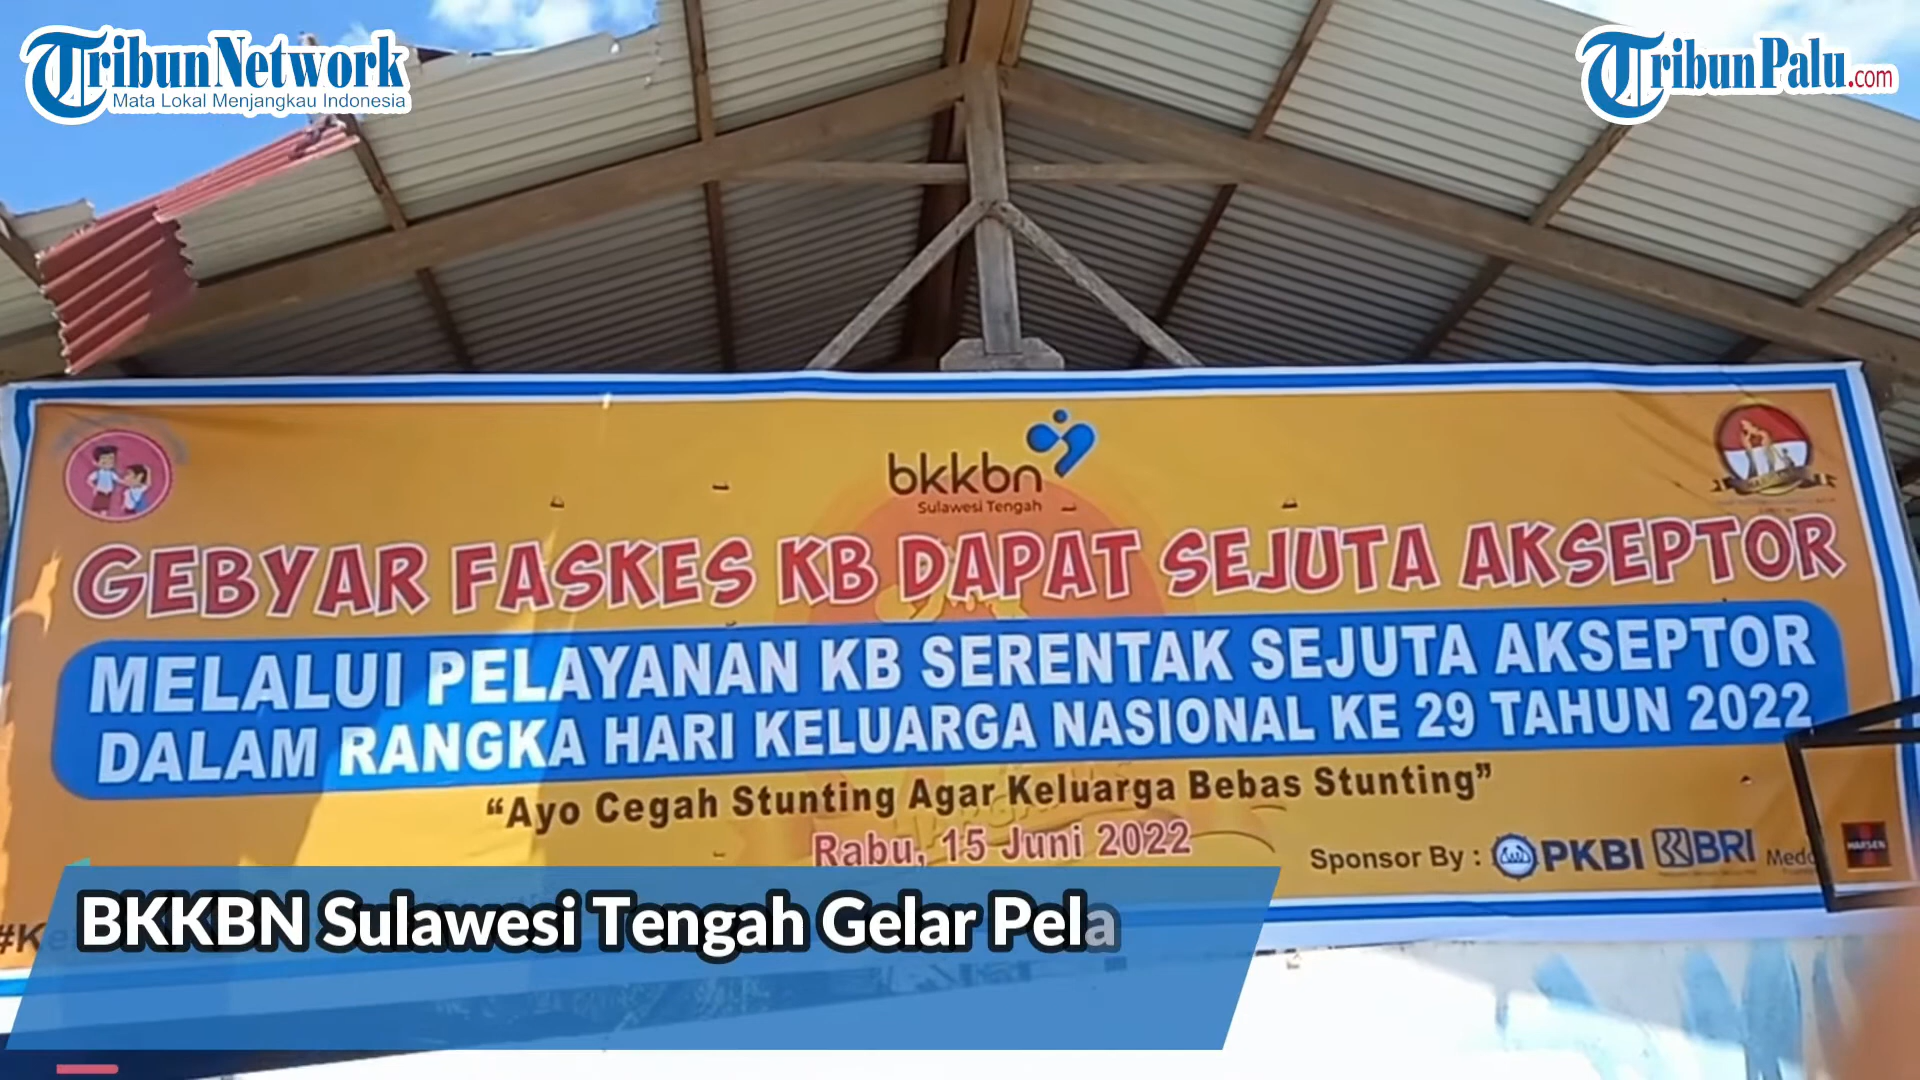 TribunNetwork
Mata Lokal Menjangkau Indonesia
TribunPalu.com
bkkbn
Sulawesi Tengah
GEBYAR FASKES KB DAPAT SEJUTA AKSEPTOR
MELALUI PELAYANAN KB SERENTAK SEJUTA AKSEPTOR
DALAM RANGKA HARI KELUARGA NASIONAL KE 29 TAHUN 2022
“Ayo Cegah Stunting Agar Keluarga Bebas Stunting”
Rabu, 15 Juni 2022
Sponsor By : PKBI BRI
BKKBN Sulawesi Tengah Gelar Pela